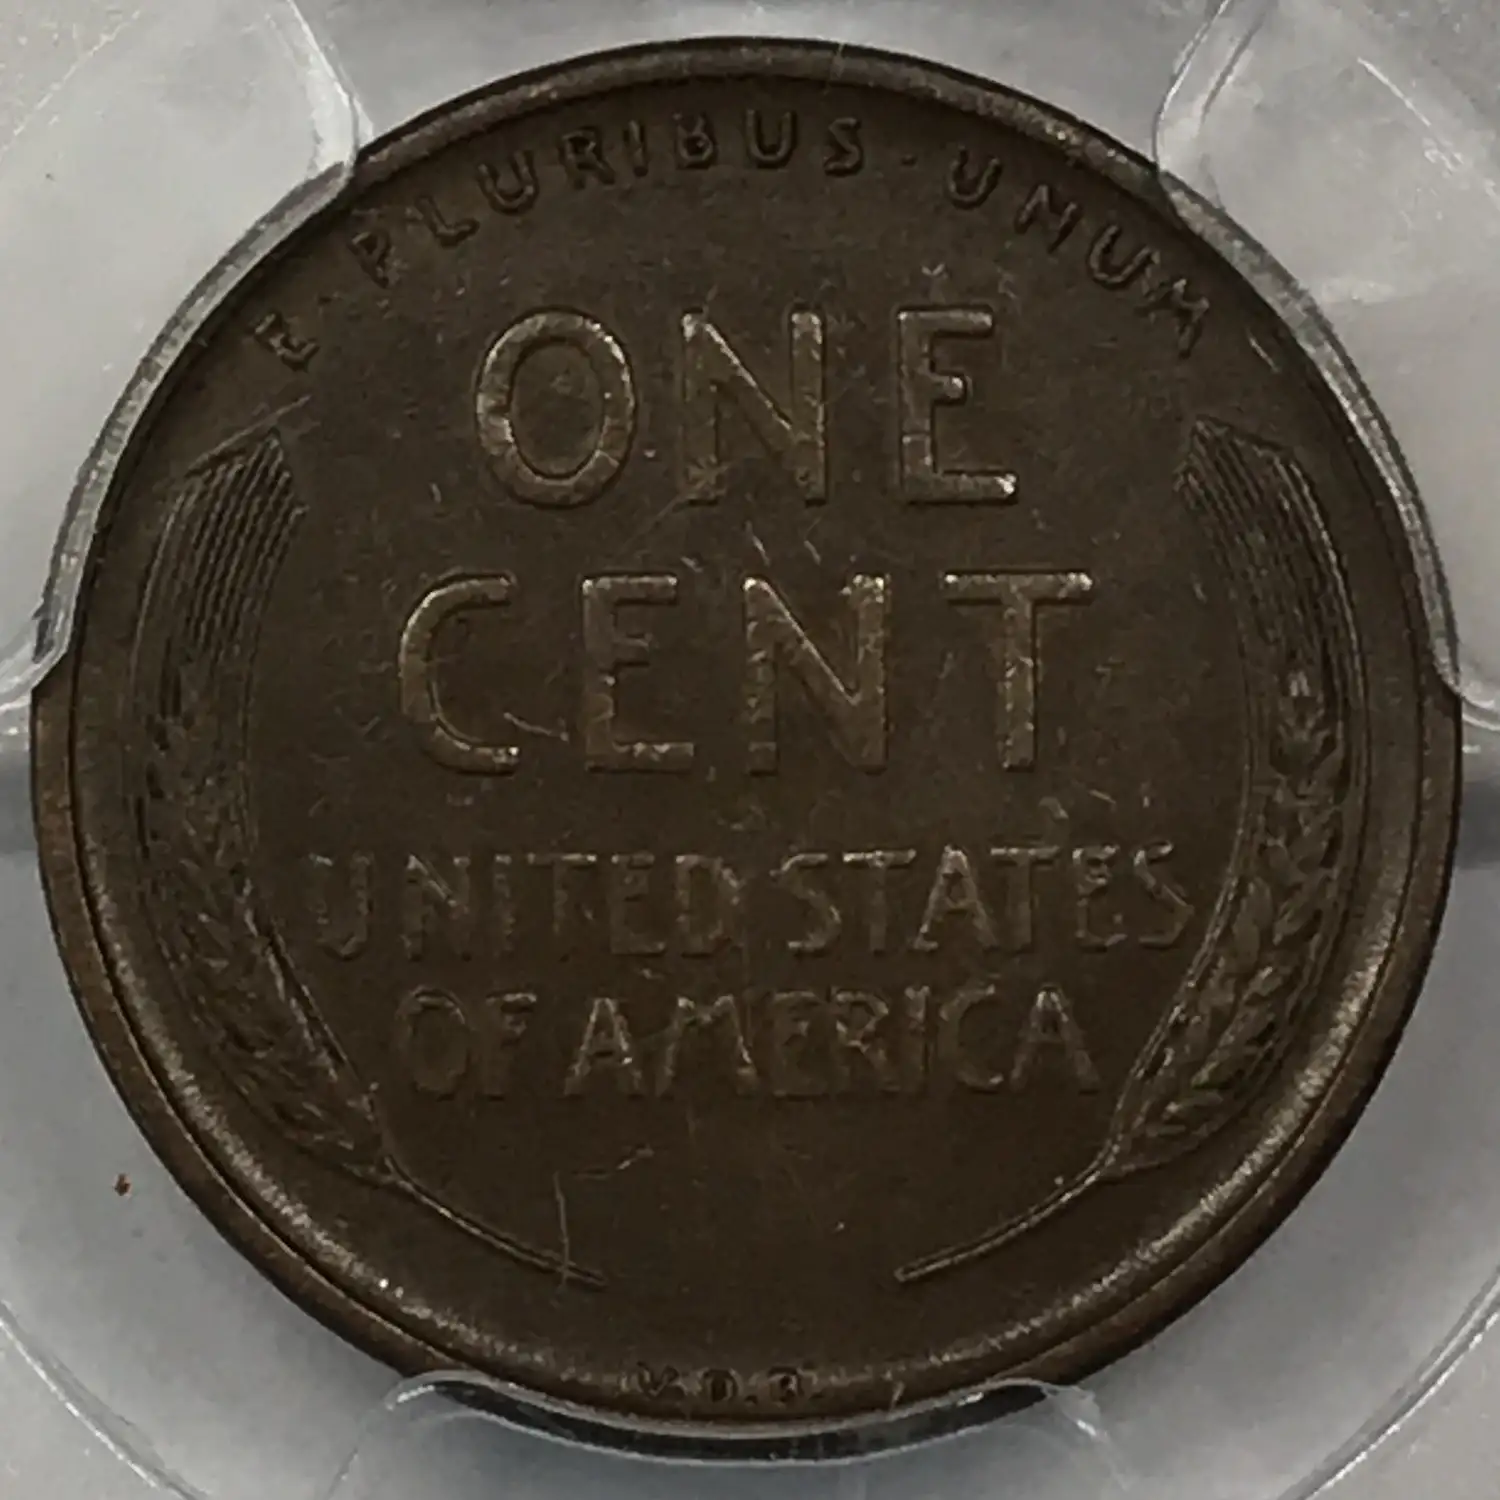 E·PLURIBUS·UNUM
ONE
CENT
UNITED STATES
OF AMERICA
V.D.B.